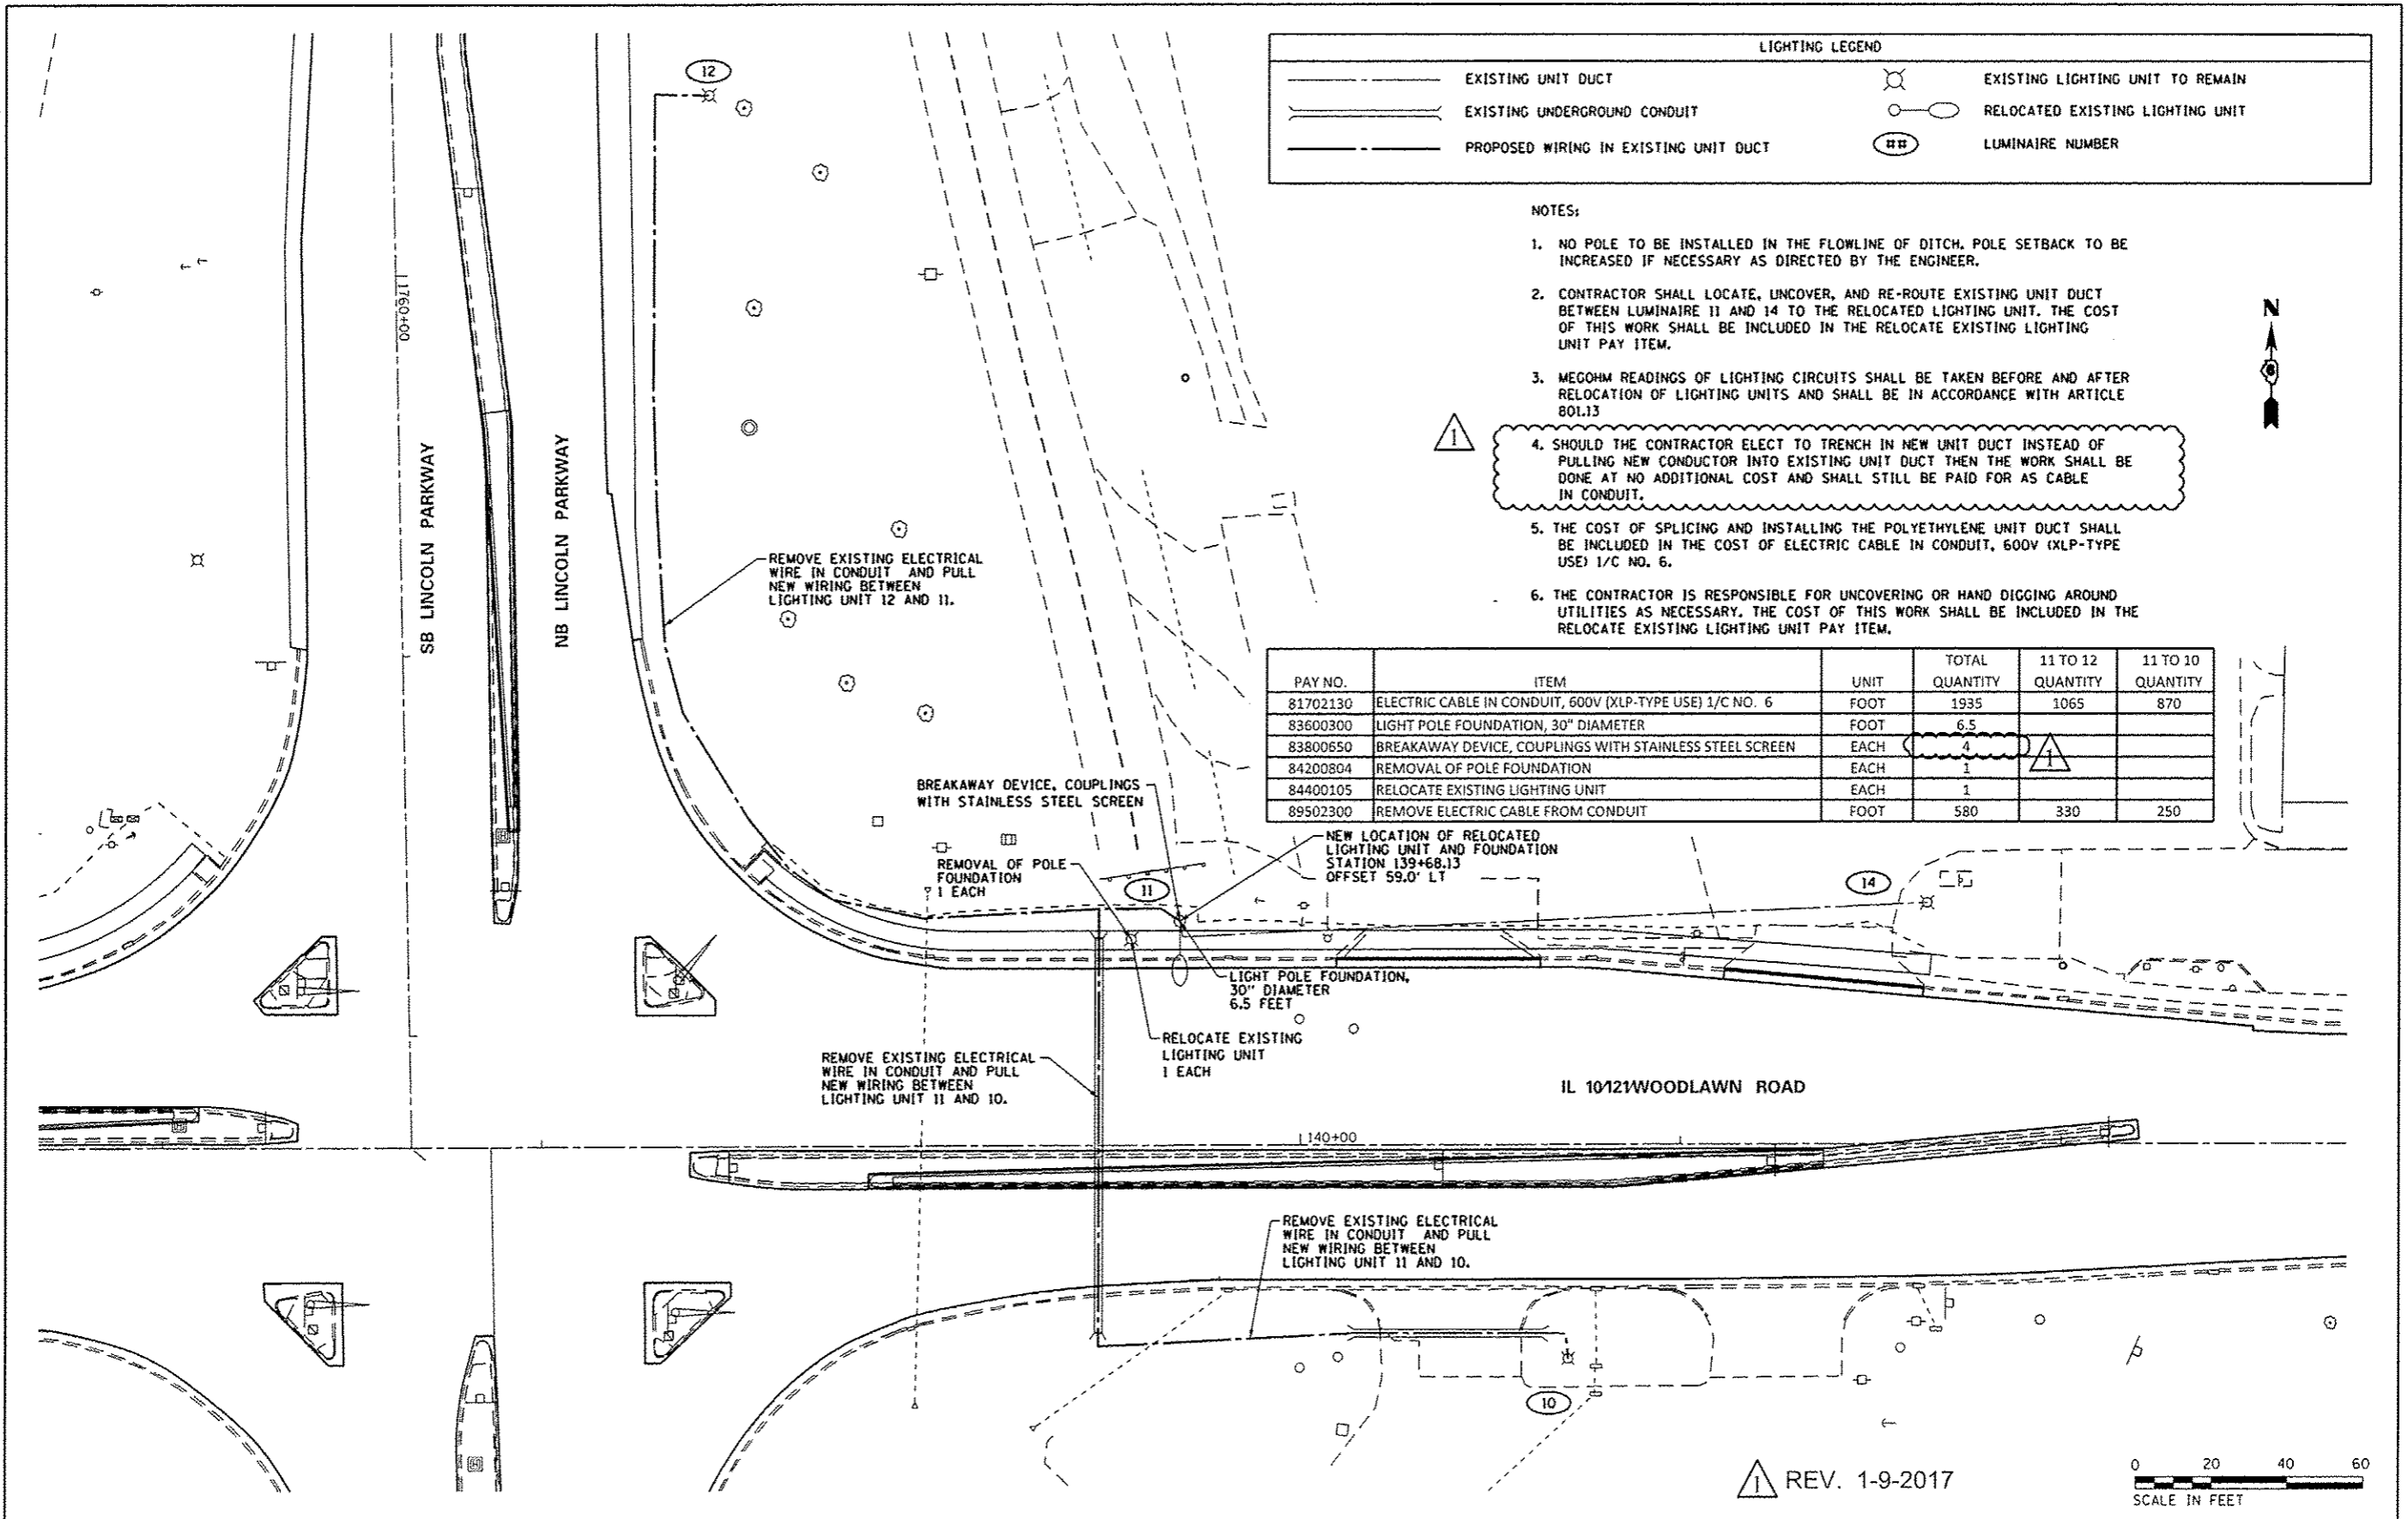 LIGHTING LEGEND
EXISTING UNIT DUCT
EXISTING LIGHTING UNIT TO REMAIN
EXISTING UNDERGROUND CONDUIT
RELOCATED EXISTING LIGHTING UNIT
PROPOSED WIRING IN EXISTING UNIT DUCT
##
LUMINAIRE NUMBER
NOTES:
1. NO POLE TO BE INSTALLED IN THE FLOWLINE OF DITCH. POLE SETBACK TO BE
INCREASED IF NECESSARY AS DIRECTED BY THE ENGINEER.
2. CONTRACTOR SHALL LOCATE, UNCOVER, AND RE-ROUTE EXISTING UNIT DUCT
BETWEEN LUMINAIRE 11 AND 14 TO THE RELOCATED LIGHTING UNIT. THE COST
OF THIS WORK SHALL BE INCLUDED IN THE RELOCATE EXISTING LIGHTING
UNIT PAY ITEM.
3. MEGOHM READINGS OF LIGHTING CIRCUITS SHALL BE TAKEN BEFORE AND AFTER
RELOCATION OF LIGHTING UNITS AND SHALL BE IN ACCORDANCE WITH ARTICLE
801.13
1
4. SHOULD THE CONTRACTOR ELECT TO TRENCH IN NEW UNIT DUCT INSTEAD OF
PULLING NEW CONDUCTOR INTO EXISTING UNIT DUCT THEN THE WORK SHALL BE
DONE AT NO ADDITIONAL COST AND SHALL STILL BE PAID FOR AS CABLE
IN CONDUIT.
5. THE COST OF SPLICING AND INSTALLING THE POLYETHYLENE UNIT DUCT SHALL
BE INCLUDED IN THE COST OF ELECTRIC CABLE IN CONDUIT, 600V (XLP-TYPE
USE) 1/C NO. 6.
6. THE CONTRACTOR IS RESPONSIBLE FOR UNCOVERING OR HAND DIGGING AROUND
UTILITIES AS NECESSARY. THE COST OF THIS WORK SHALL BE INCLUDED IN THE
RELOCATE EXISTING LIGHTING UNIT PAY ITEM.
N
PAY NO. ITEM UNIT TOTAL QUANTITY 11 TO 12 QUANTITY 11 TO 10 QUANTITY
81702130 ELECTRIC CABLE IN CONDUIT, 600V (XLP-TYPE USE) 1/C NO. 6 FOOT 1935 1065 870
83600300 LIGHT POLE FOUNDATION, 30" DIAMETER FOOT 6.5
83800650 BREAKAWAY DEVICE, COUPLINGS WITH STAINLESS STEEL SCREEN EACH 4 1
84200804 REMOVAL OF POLE FOUNDATION EACH 1
84400105 RELOCATE EXISTING LIGHTING UNIT EACH 1
89502300 REMOVE ELECTRIC CABLE FROM CONDUIT FOOT 580 330 250
12
1760+00
SB LINCOLN PARKWAY
NB LINCOLN PARKWAY
REMOVE EXISTING ELECTRICAL
WIRE IN CONDUIT AND PULL
NEW WIRING BETWEEN
LIGHTING UNIT 12 AND 11.
BREAKAWAY DEVICE, COUPLINGS
WITH STAINLESS STEEL SCREEN
REMOVAL OF POLE
FOUNDATION
1 EACH
11
NEW LOCATION OF RELOCATED
LIGHTING UNIT AND FOUNDATION
STATION 139+68.13
OFFSET 59.0' LT
14
LIGHT POLE FOUNDATION,
30" DIAMETER
6.5 FEET
RELOCATE EXISTING
LIGHTING UNIT
1 EACH
REMOVE EXISTING ELECTRICAL
WIRE IN CONDUIT AND PULL
NEW WIRING BETWEEN
LIGHTING UNIT 11 AND 10.
IL 10/121/WOODLAWN ROAD
140+00
REMOVE EXISTING ELECTRICAL
WIRE IN CONDUIT AND PULL
NEW WIRING BETWEEN
LIGHTING UNIT 11 AND 10.
10
1 REV. 1-9-2017
0 20 40 60
SCALE IN FEET